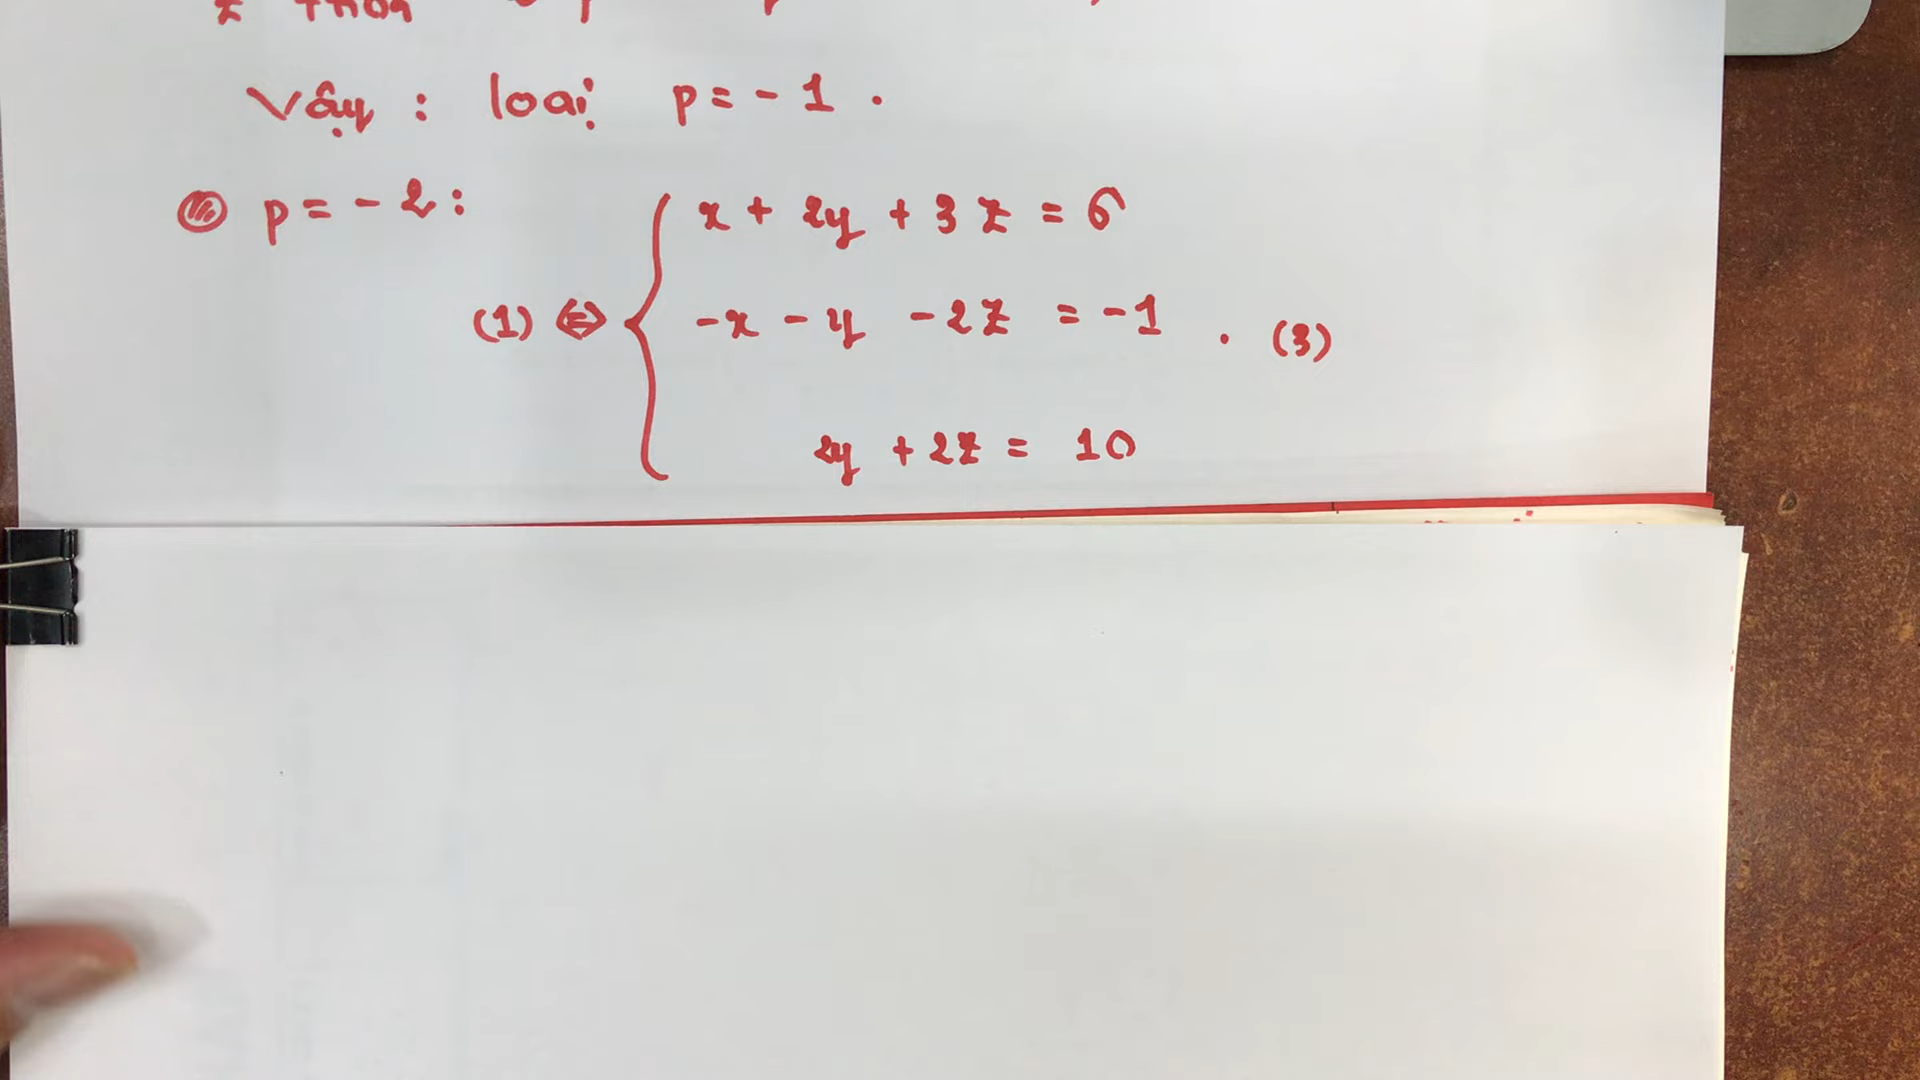 Vậy : loại p = - 1 .
p = - 2 :
x + 2y + 3z = 6
(1) ⇔ { -x - y - 2z = -1 . (3)
2y + 2z = 10